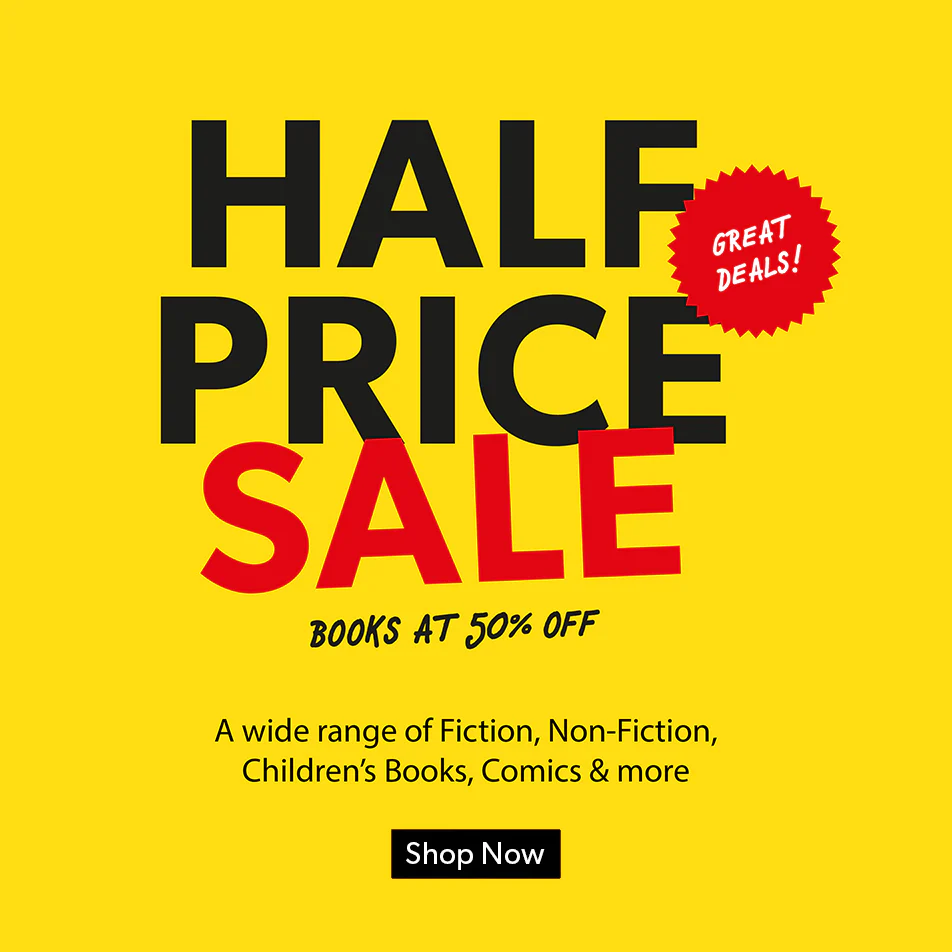 HALF
PRICE
SALE
GREAT
DEALS!
BOOKS AT 50% OFF
A wide range of Fiction, Non-Fiction,
Children’s Books, Comics & more
Shop Now